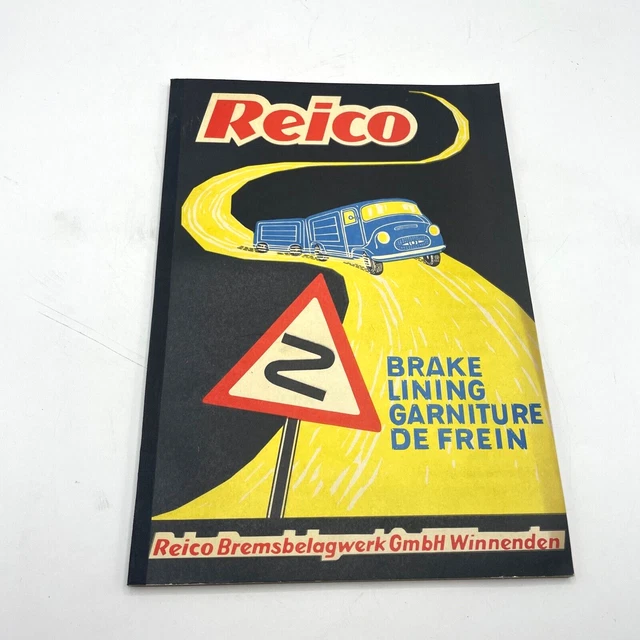 Reico
BRAKE
LINING
GARNITURE
DE FREIN
Reico Bremsbelagwerk GmbH Winnenden